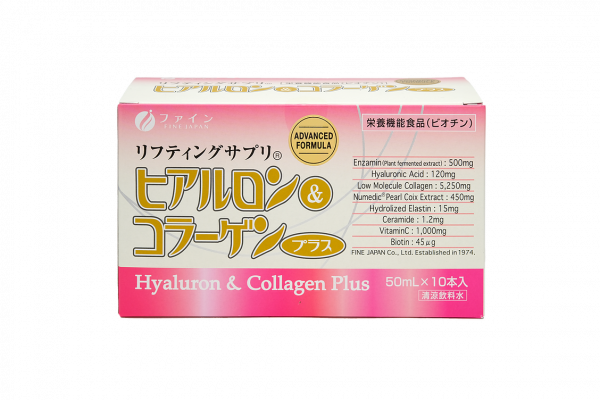 ファイン
FINE JAPAN
ADVANCED
FORMULA
リフティングサプリ®
ヒアルロン&
コラーゲン
プラス
Hyaluron & Collagen Plus
栄養機能食品(ビオチン)
Enzamin (Plant fermented extract) : 500mg
Hyaluronic Acid : 120mg
Low Molecule Collagen : 5,250mg
Numedic® Pearl Coix Extract : 450mg
Hydrolized Elastin : 15mg
Ceramide : 1.2mg
VitaminC : 1,000mg
Biotin : 45μg
FINE JAPAN Co., Ltd. Established in 1974.
50mL×10本入
清涼飲料水